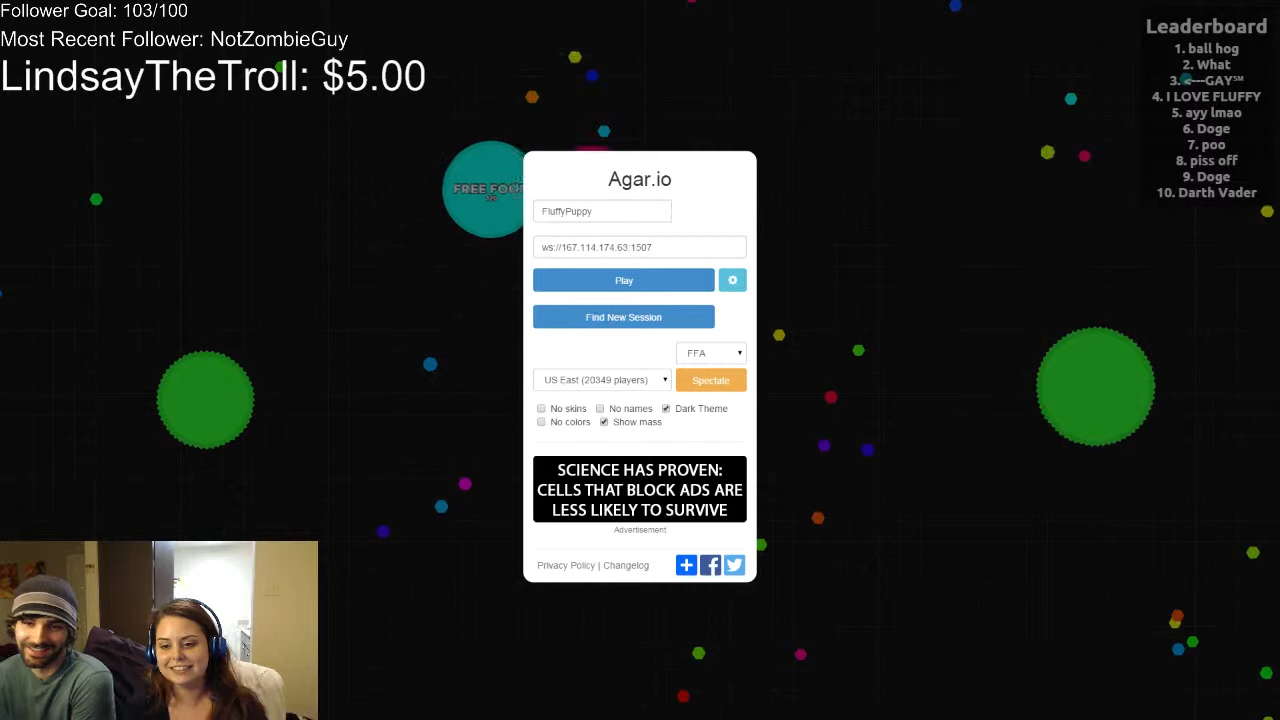 Follower Goal: 103/100
Most Recent Follower: NotZombieGuy
LindsayTheTroll: $5.00
Leaderboard
1. ball hog
2. What
3. <---GAY℠
4. I LOVE FLUFFY
5. ayy lmao
6. Doge
7. poo
8. piss off
9. Doge
10. Darth Vader
FREE FOO
Agar.io
FluffyPuppy
ws://167.114.174.63:1507
Play
Find New Session
FFA
US East (20349 players)
Spectate
No skins No names Dark Theme
No colors Show mass
SCIENCE HAS PROVEN:
CELLS THAT BLOCK ADS ARE
LESS LIKELY TO SURVIVE
Advertisement
Privacy Policy | Changelog